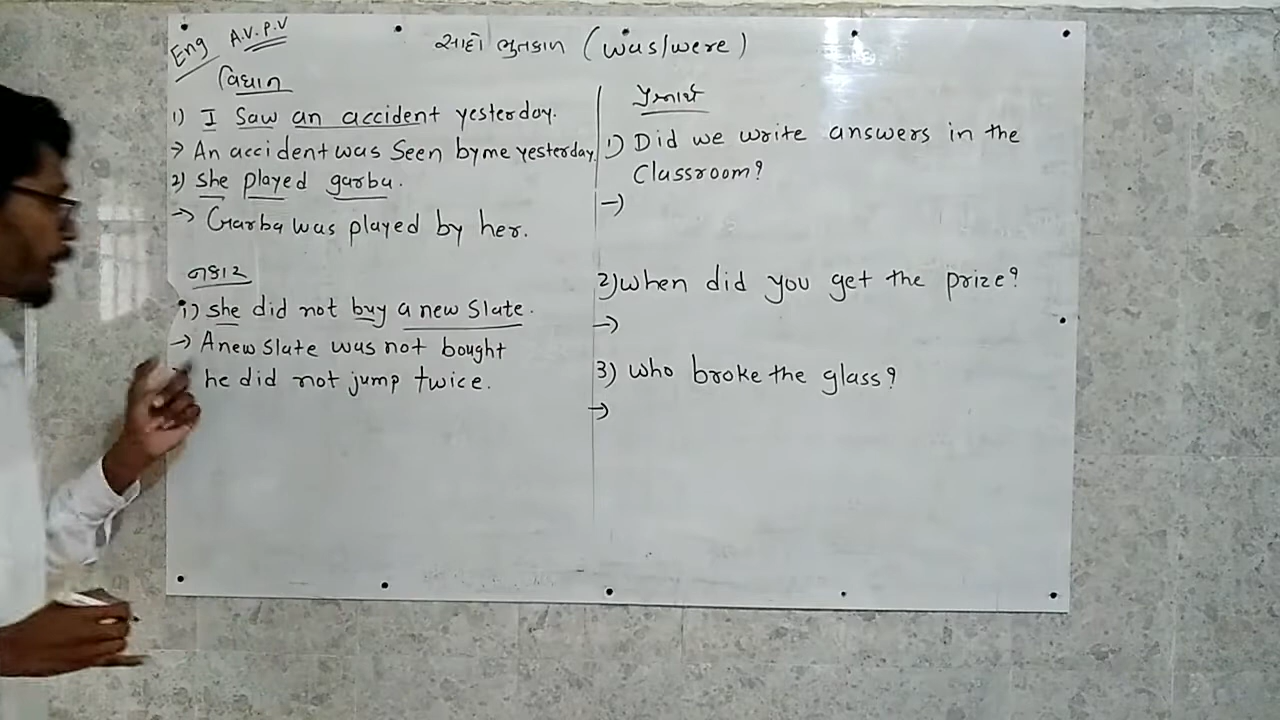 Eng A.V. P.V
સાદો ભૂતકાળ (was/were)
વિધાન
1) I Saw an accident yesterday.
→ An accident was Seen by me yesterday.
2) she played garba.
→ Garba was played by her.
નકાર
1) she did not buy a new Slate.
→ A new slate was not bought
he did not jump twice.
પ્રશ્નાર્થ
1) Did we write answers in the
Classroom?
→
2) when did you get the prize?
→
3) who broke the glass?
→